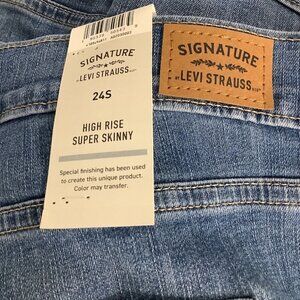 SIGNATURE
BY LEVI STRAUSS
24S
HIGH RISE
SUPER SKINNY
Special finishing has been used
to create this unique product.
Color may transfer.
SIGNATURE
BY LEVI STRAUSS